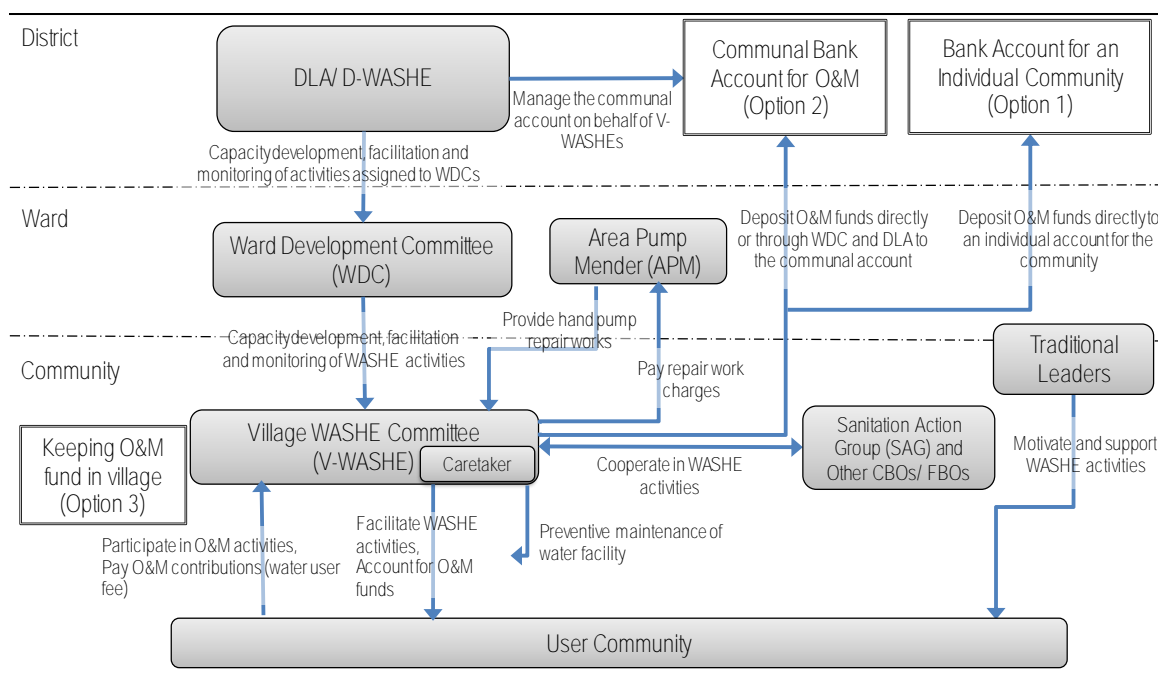 District
DLA/ D-WASHE
Communal Bank
Account for O&M
(Option 2)
Bank Account for an
Individual Community
(Option 1)
Manage the communal
account on behalf of V-
WASHEs
Capacity development, facilitation and
monitoring of activities assigned to WDCs
Ward
Ward Development Committee
(WDC)
Area Pump
Mender (APM)
Deposit O&M funds directly
or through WDC and DLA to
the communal account
Deposit O&M funds directly to
an individual account for the
community
Provide hand pump
repair works
Capacity development, facilitation
and monitoring of WASHE activities
Community
Pay repair work
charges
Traditional
Leaders
Keeping O&M
fund in village
(Option 3)
Village WASHE Committee
(V-WASHE)
Caretaker
Cooperate in WASHE
activities
Sanitation Action
Group (SAG) and
Other CBOs/ FBOs
Motivate and support
WASHE activities
Participate in O&M activities,
Pay O&M contributions (water user
fee)
Facilitate WASHE
activities,
Account for O&M
funds
Preventive maintenance of
water facility
User Community